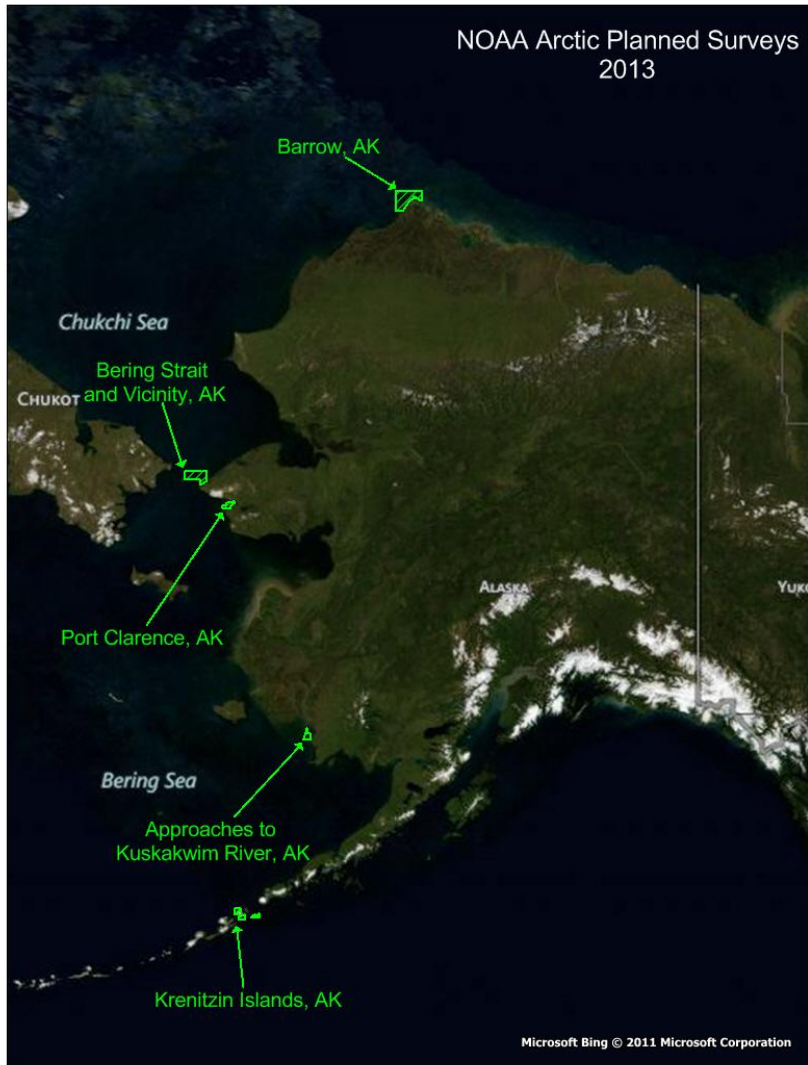 NOAA Arctic Planned Surveys
2013
Barrow, AK
Chukchi Sea
Bering Strait
and Vicinity, AK
CHUKOT
ALASKA
YUKO
Port Clarence, AK
Bering Sea
Approaches to
Kuskakwim River, AK
Krenitzin Islands, AK
Microsoft Bing © 2011 Microsoft Corporation